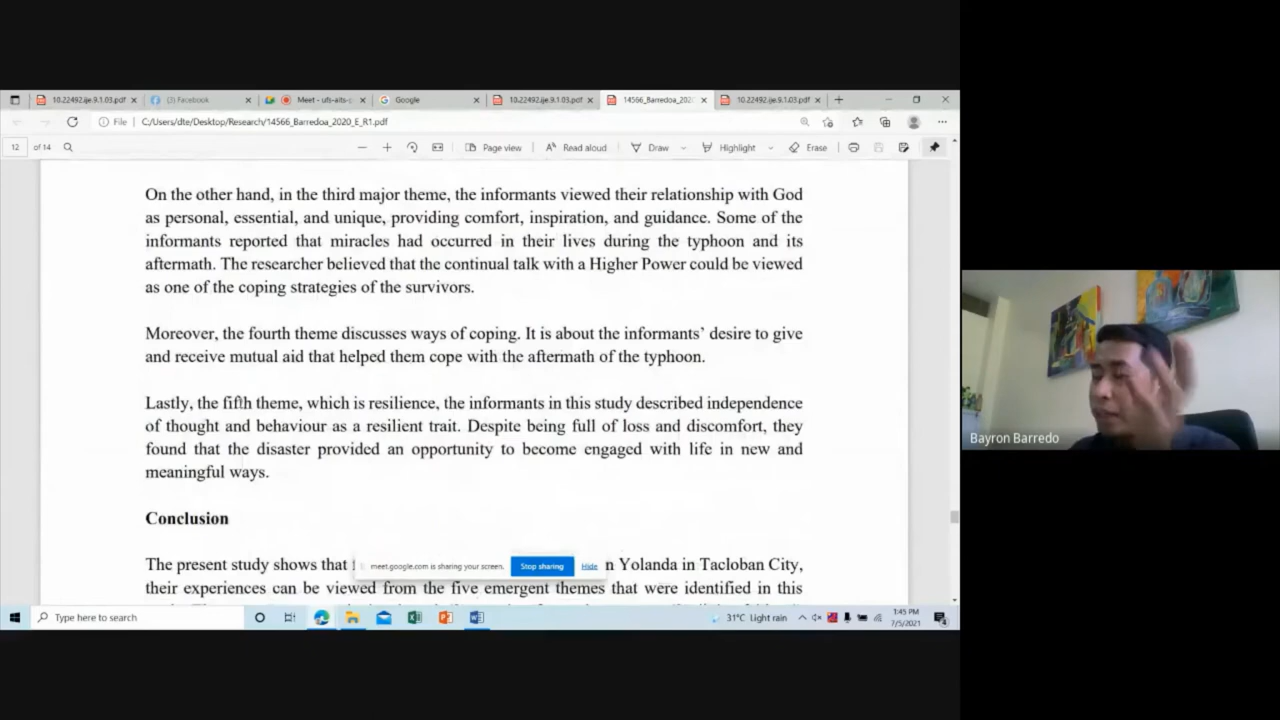 10.22492.ije.9.1.03.pdf
(3) Facebook
Meet - ufs-aits-
Google
10.22492.ije.9.1.03.pdf
14566_Barredoa_202
10.22492.ije.9.1.03.pdf
File
C:/Users/dte/Desktop/Research/14566_Barredoa_2020_E_R1.pdf
12 of 14
Page view
Read aloud
Draw
Highlight
Erase
On the other hand, in the third major theme, the informants viewed their relationship with God
as personal, essential, and unique, providing comfort, inspiration, and guidance. Some of the
informants reported that miracles had occurred in their lives during the typhoon and its
aftermath. The researcher believed that the continual talk with a Higher Power could be viewed
as one of the coping strategies of the survivors.
Moreover, the fourth theme discusses ways of coping. It is about the informants' desire to give
and receive mutual aid that helped them cope with the aftermath of the typhoon.
Lastly, the fifth theme, which is resilience, the informants in this study described independence
of thought and behaviour as a resilient trait. Despite being full of loss and discomfort, they
found that the disaster provided an opportunity to become engaged with life in new and
meaningful ways.
Conclusion
The present study shows that
n Yolanda in Tacloban City,
meet.google.com is sharing your screen.
Stop sharing
Hide
their experiences can be viewed from the five emergent themes that were identified in this
Type here to search
31°C Light rain
1:45 PM
7/5/2021
Bayron Barredo